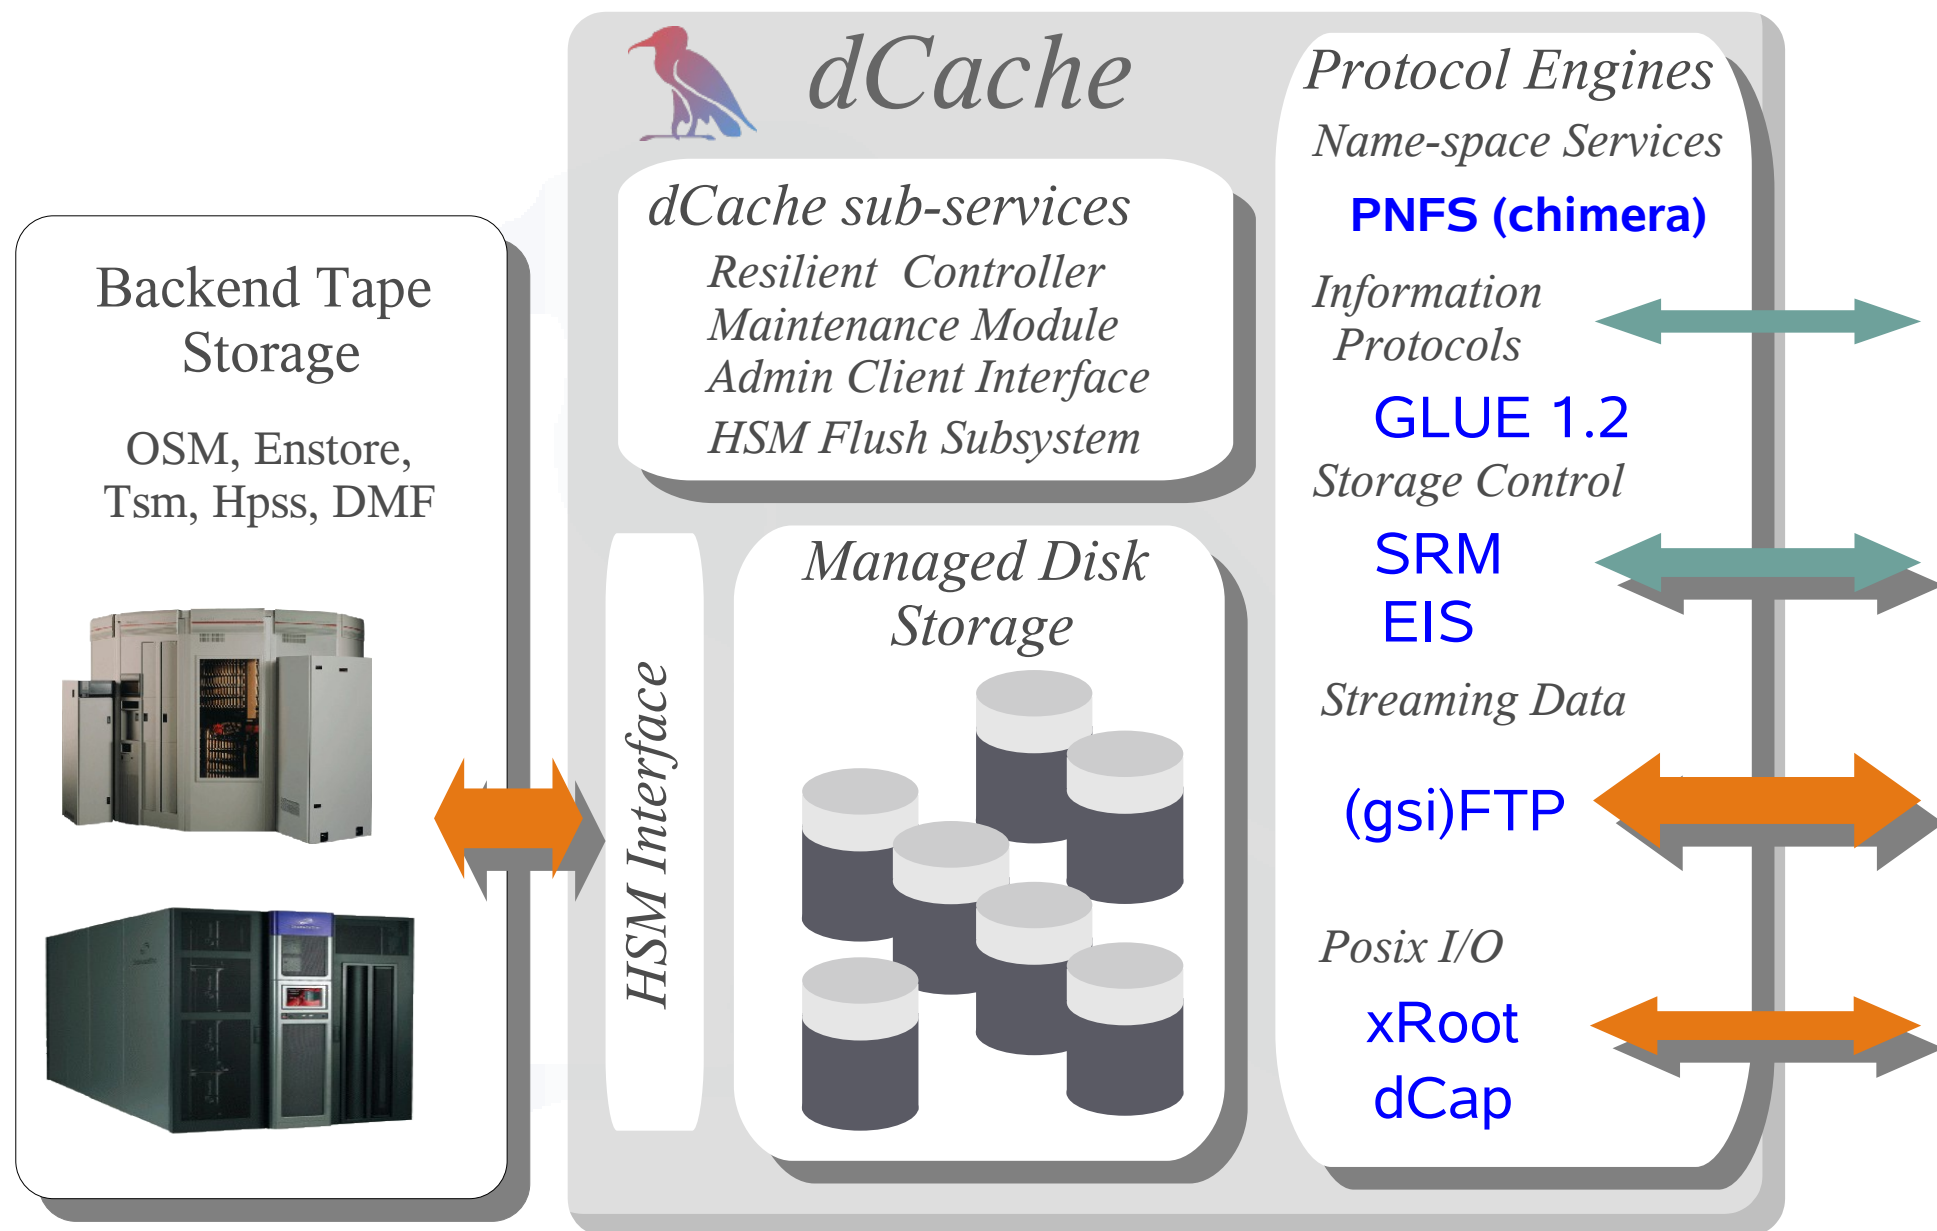 dCache
Backend Tape
Storage
OSM, Enstore,
Tsm, Hpss, DMF
dCache sub-services
Resilient Controller
Maintenance Module
Admin Client Interface
HSM Flush Subsystem
HSM Interface
Managed Disk
Storage
Protocol Engines
Name-space Services
PNFS (chimera)
Information
Protocols
GLUE 1.2
Storage Control
SRM
EIS
Streaming Data
(gsi)FTP
Posix I/O
xRoot
dCap